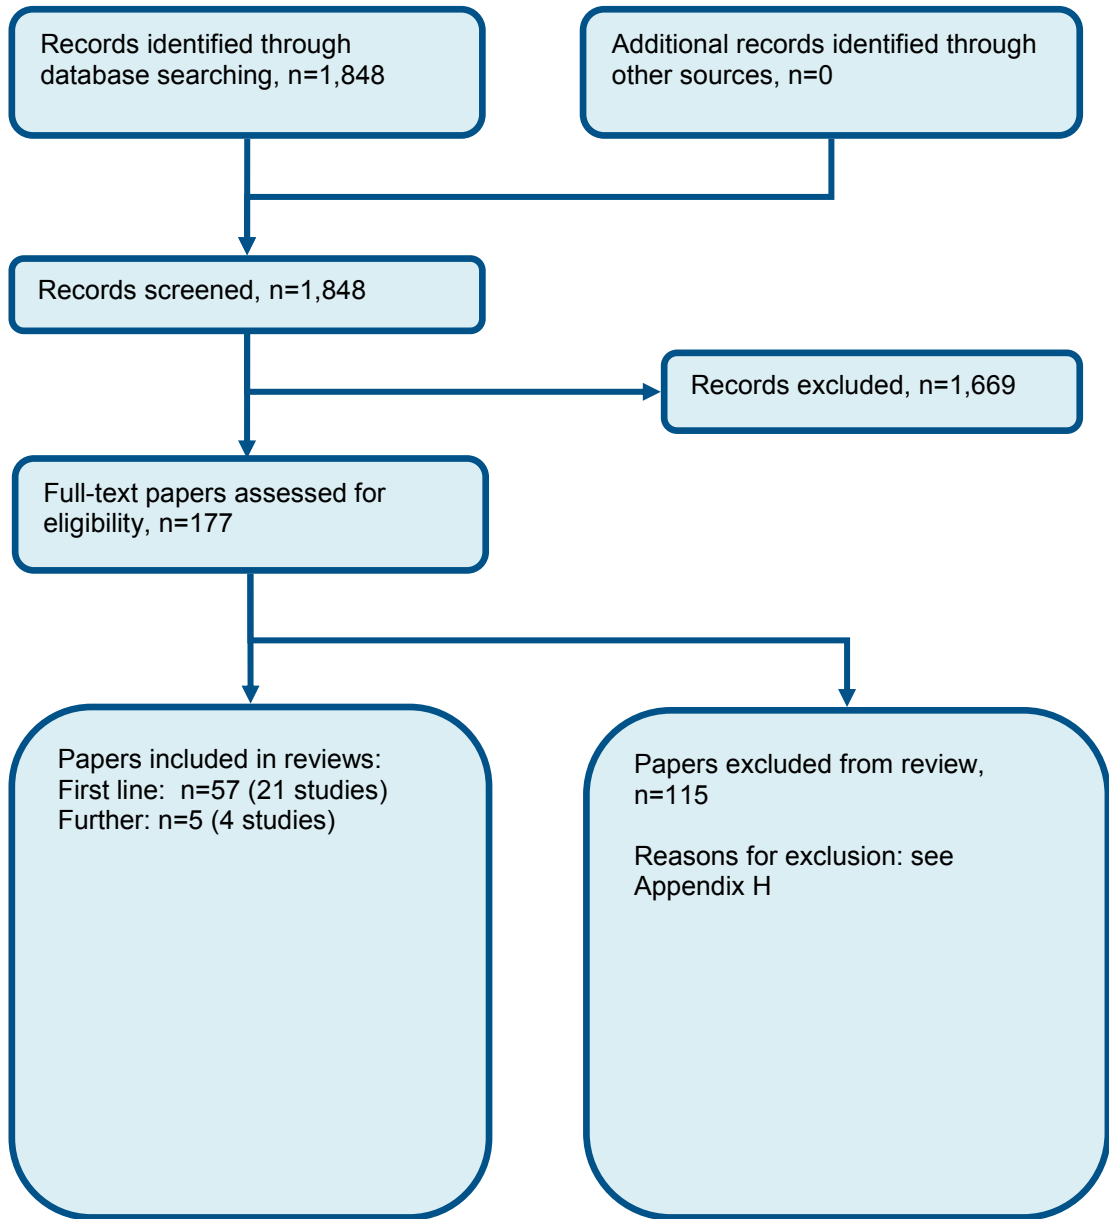 Records identified through
database searching, n=1,848
Additional records identified through
other sources, n=0
Records screened, n=1,848
Records excluded, n=1,669
Full-text papers assessed for
eligibility, n=177
Papers included in reviews:
First line:  n=57 (21 studies)
Further: n=5 (4 studies)
Papers excluded from review,
n=115
Reasons for exclusion: see
Appendix H